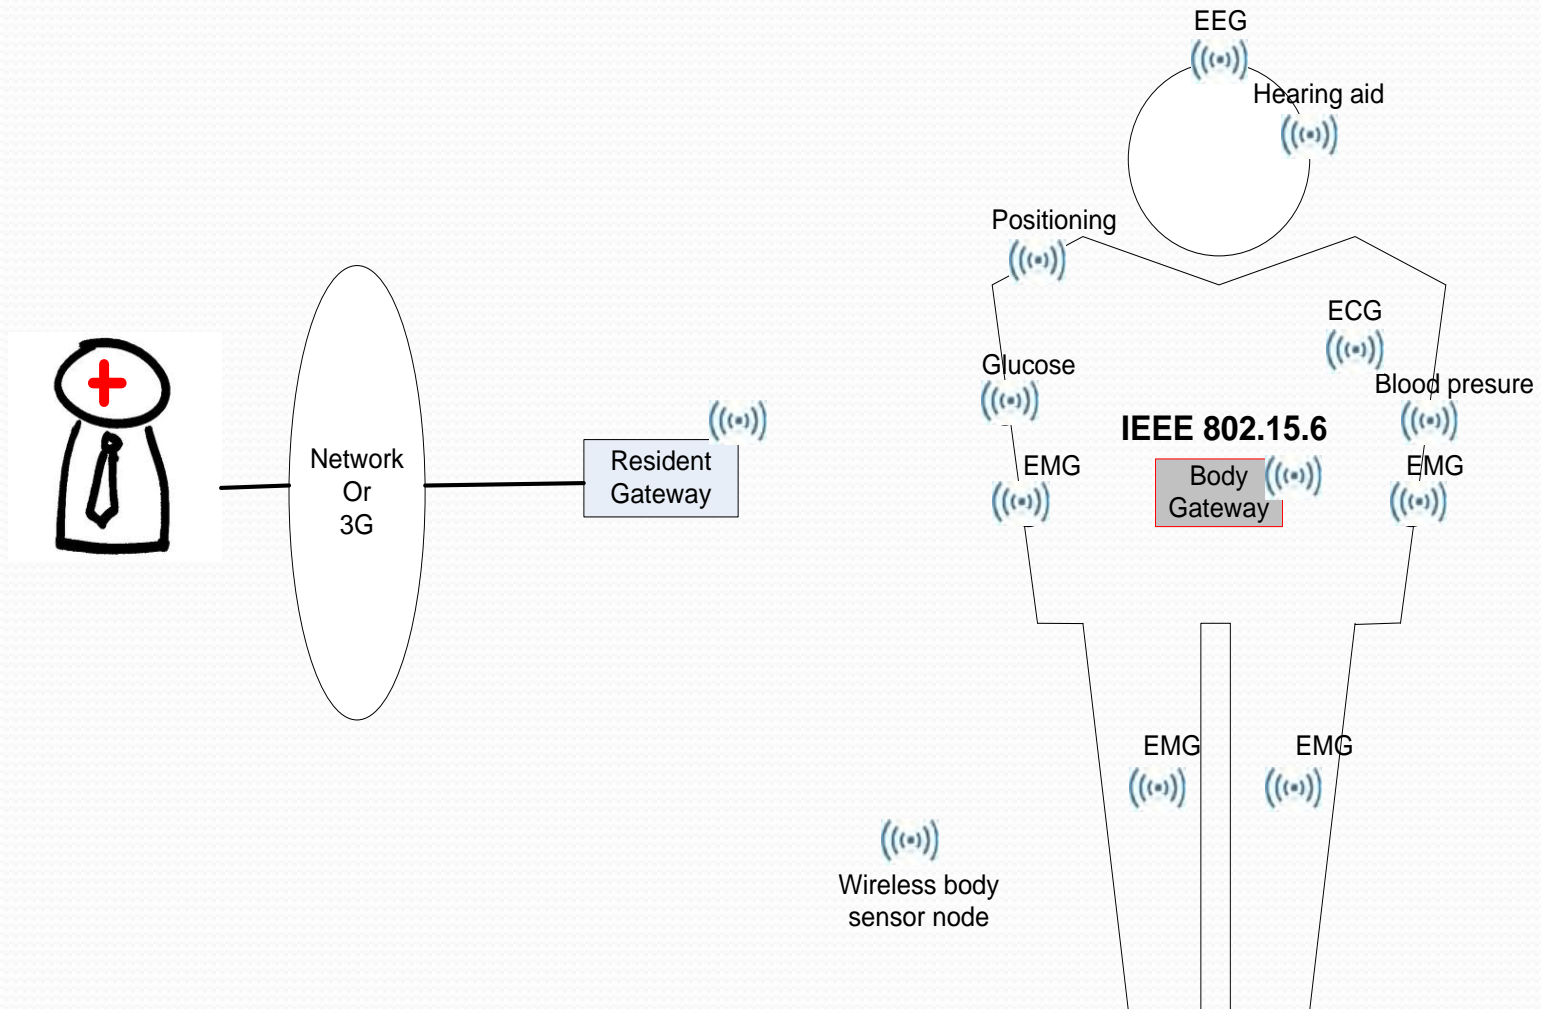 EEG
Hearing aid
Positioning
ECG
Glucose
Blood presure
IEEE 802.15.6
Network
Or
3G
Resident
Gateway
EMG
Body
Gateway
EMG
EMG
EMG
Wireless body
sensor node